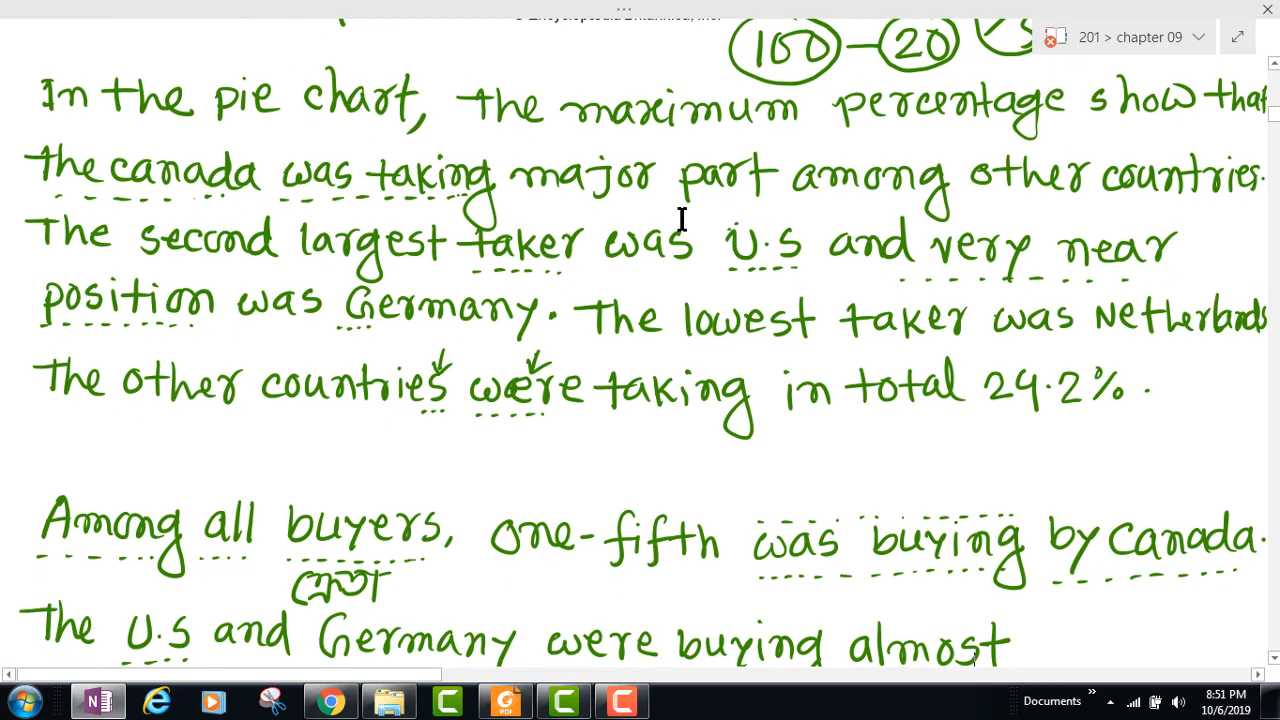 © Encyclopædia Britannica, Inc.
201 > chapter 09
100 - 20
In the pie chart, the maximum percentage show that
the canada was taking major part among other countries.
The second largest taker was U.S and very near
position was Germany. The lowest taker was Netherlands
The other countries were taking in total 24.2%.
Among all buyers, one-fifth was buying by Canada.
ক্রেতা
The U.S and Germany were buying almost
Documents
8:51 PM
10/6/2019